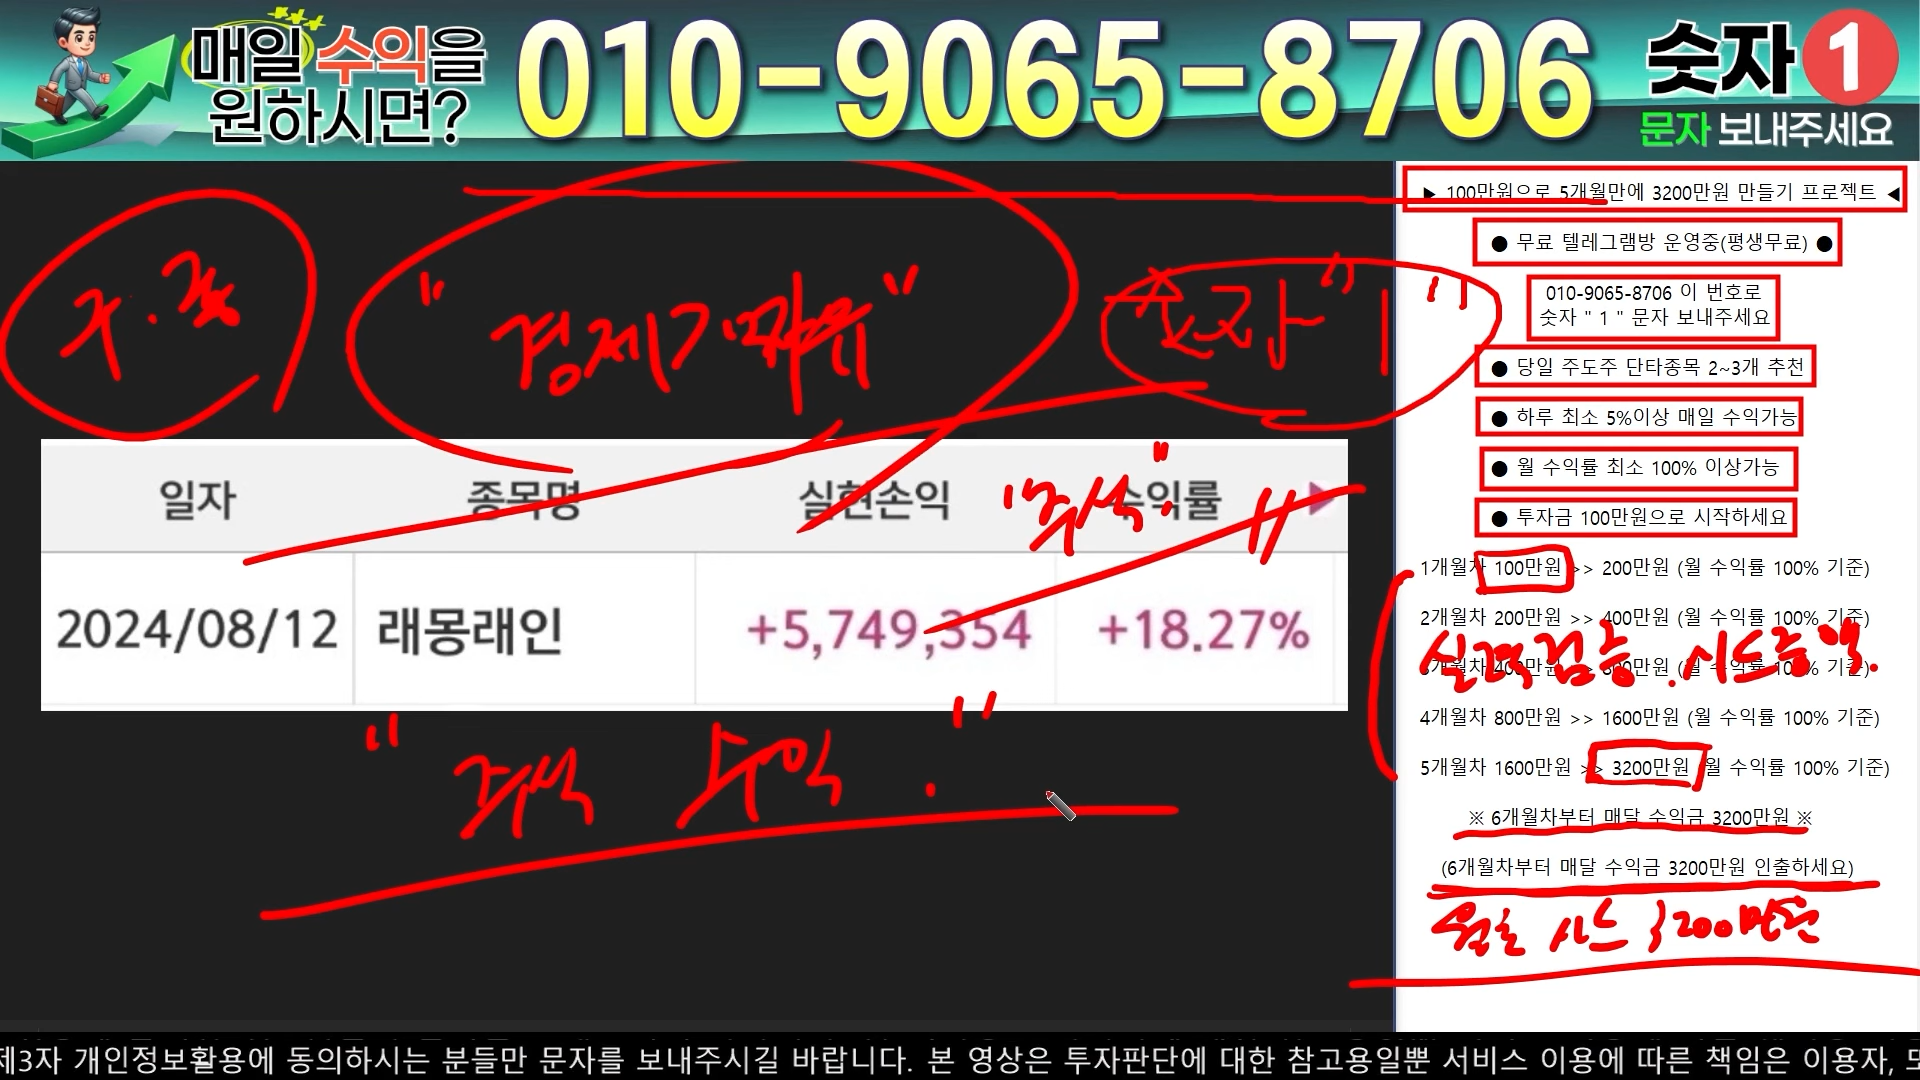 매일 수익을
원하시면?
010-9065-8706
숫자 1
문자 보내주세요
▶ 100만원으로 5개월만에 3200만원 만들기 프로젝트 ◀
● 무료 텔레그램방 운영중(평생무료) ●
010-9065-8706 이 번호로
숫자 " 1 " 문자 보내주세요
● 당일 주도주 단타종목 2~3개 추천
● 하루 최소 5%이상 매일 수익가능
● 월 수익률 최소 100% 이상가능
● 투자금 100만원으로 시작하세요
1개월차 100만원 >> 200만원 (월 수익률 100% 기준)
2개월차 200만원 >> 400만원 (월 수익률 100% 기준)
실력검증. 시드증액.
4개월차 800만원 >> 1600만원 (월 수익률 100% 기준)
5개월차 1600만원 >> 3200만원 (월 수익률 100% 기준)
※ 6개월차부터 매달 수익금 3200만원 ※
(6개월차부터 매달 수익금 3200만원 인출하세요)
시드 3200만원
숫자 "1"
일자 종목명 실현손익 수익률
"주식"
2024/08/12 래몽래인 +5,749,354 +18.27%
"주식 수익."
제3자 개인정보활용에 동의하시는 분들만 문자를 보내주시길 바랍니다. 본 영상은 투자판단에 대한 참고용일뿐 서비스 이용에 따른 책임은 이용자,